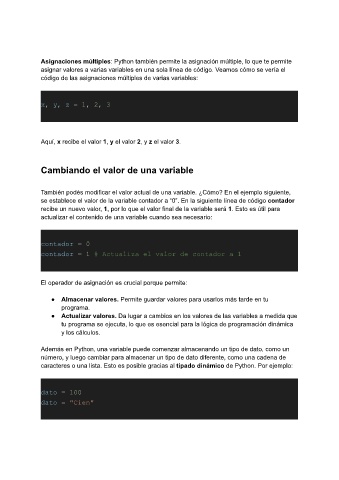 Asignaciones múltiples: Python también permite la asignación múltiple, lo que te permite
asignar valores a varias variables en una sola línea de código. Veamos cómo se vería el
código de las asignaciones múltiples de varias variables:
x, y, z = 1, 2, 3
Aquí, x recibe el valor 1, y el valor 2, y z el valor 3.
Cambiando el valor de una variable
También podés modificar el valor actual de una variable. ¿Cómo? En el ejemplo siguiente,
se establece el valor de la variable contador a “0”. En la siguiente línea de código contador
recibe un nuevo valor, 1, por lo que el valor final de la variable será 1. Esto es útil para
actualizar el contenido de una variable cuando sea necesario:
contador = 0
contador = 1 # Actualiza el valor de contador a 1
El operador de asignación es crucial porque permite:
● Almacenar valores. Permite guardar valores para usarlos más tarde en tu
programa.
● Actualizar valores. Da lugar a cambios en los valores de las variables a medida que
tu programa se ejecuta, lo que es esencial para la lógica de programación dinámica
y los cálculos.
Además en Python, una variable puede comenzar almacenando un tipo de dato, como un
número, y luego cambiar para almacenar un tipo de dato diferente, como una cadena de
caracteres o una lista. Esto es posible gracias al tipado dinámico de Python. Por ejemplo:
dato = 100
dato = "Cien"